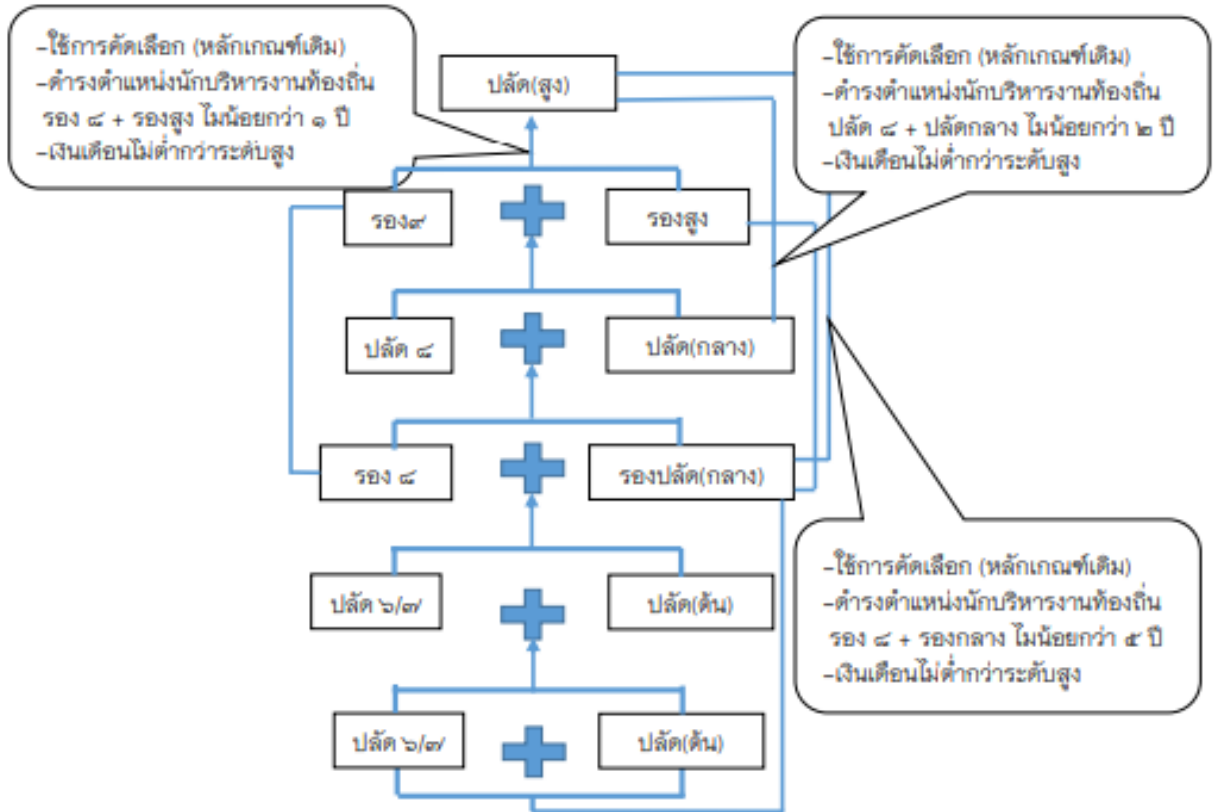 -ใช้การคัดเลือก (หลักเกณฑ์เดิม)
-ดำรงตำแหน่งนักบริหารงานท้องถิ่น
รอง ๘ + รองสูง ไม่น้อยกว่า ๑ ปี
-เงินเดือนไม่ต่ำกว่าระดับสูง
ปลัด(สูง)
-ใช้การคัดเลือก (หลักเกณฑ์เดิม)
-ดำรงตำแหน่งนักบริหารงานท้องถิ่น
ปลัด ๘ + ปลัดกลาง ไม่น้อยกว่า ๒ ปี
-เงินเดือนไม่ต่ำกว่าระดับสูง
รอง๙
รองสูง
ปลัด ๘
ปลัด(กลาง)
รอง ๘
รองปลัด(กลาง)
ปลัด ๖/๗
ปลัด(ต้น)
-ใช้การคัดเลือก (หลักเกณฑ์เดิม)
-ดำรงตำแหน่งนักบริหารงานท้องถิ่น
รอง ๘ + รองกลาง ไม่น้อยกว่า ๕ ปี
-เงินเดือนไม่ต่ำกว่าระดับสูง
ปลัด ๖/๗
ปลัด(ต้น)